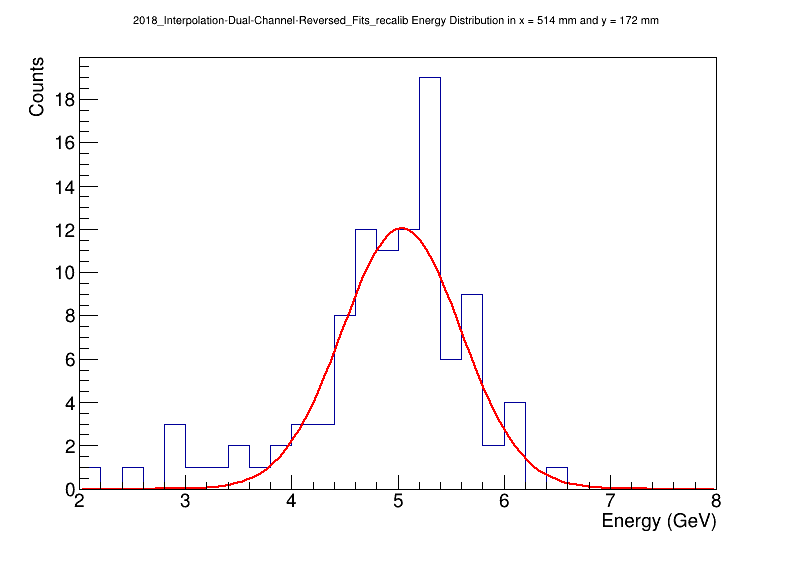 2018_Interpolation-Dual-Channel-Reversed_Fits_recalib Energy Distribution in x = 514 mm and y = 172 mm
Counts
18
16
14
12
10
8
6
4
2
0
2 3 4 5 6 7 8
Energy (GeV)